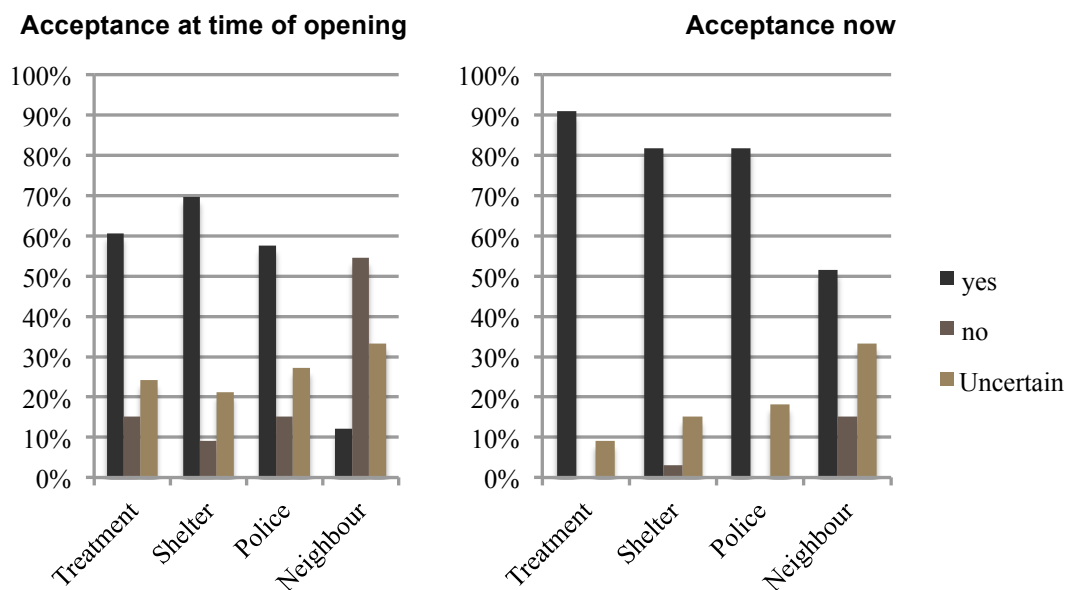 Acceptance at time of opening
100%
90%
80%
70%
60%
50%
40%
30%
20%
10%
0%
Treatment
Shelter
Police
Neighbour
Acceptance now
100%
90%
80%
70%
60%
50%
40%
30%
20%
10%
0%
Treatment
Shelter
Police
Neighbour
yes
no
Uncertain